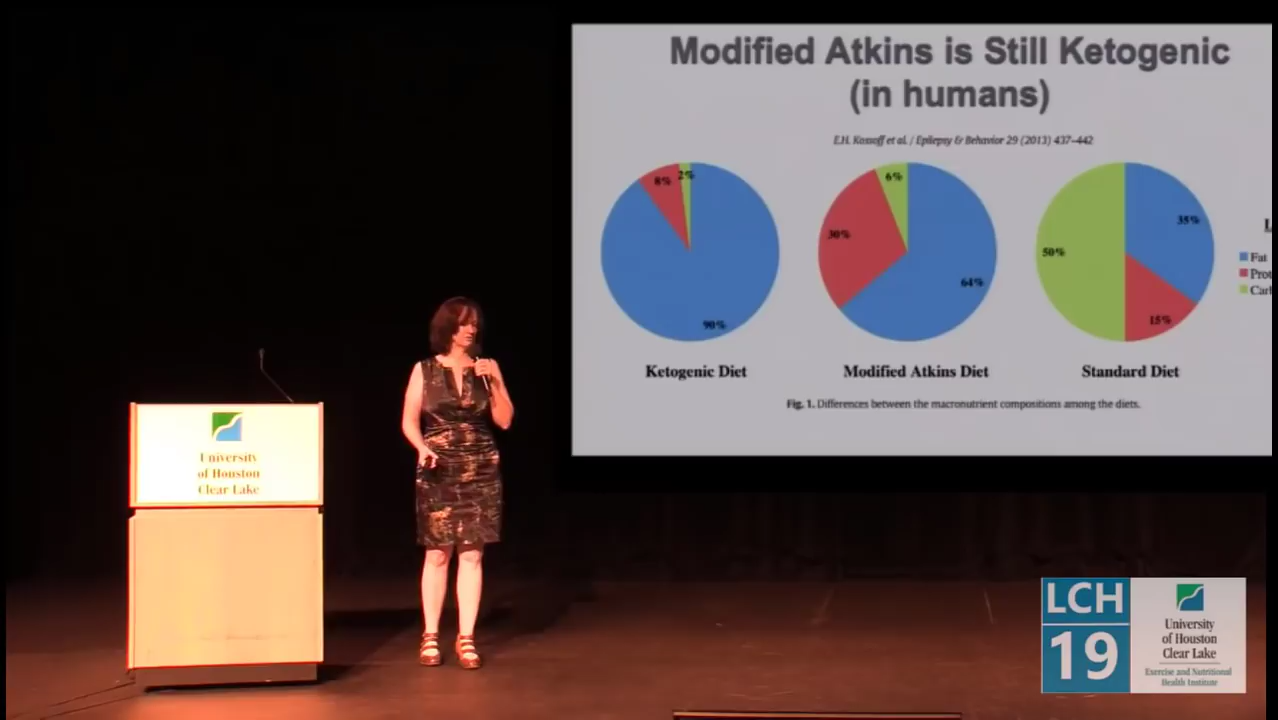 Modified Atkins is Still Ketogenic
(in humans)
E.H. Kossoff et al. / Epilepsy & Behavior 29 (2013) 437–442
8%
2%
90%
Ketogenic Diet
6%
30%
64%
Modified Atkins Diet
50%
35%
15%
Standard Diet
L
Fat
Prot
Carb
Fig. 1. Differences between the macronutrient compositions among the diets.
University
of Houston
Clear Lake
LCH
19
University
of Houston
Clear Lake
Exercise and Nutritional
Health Institute